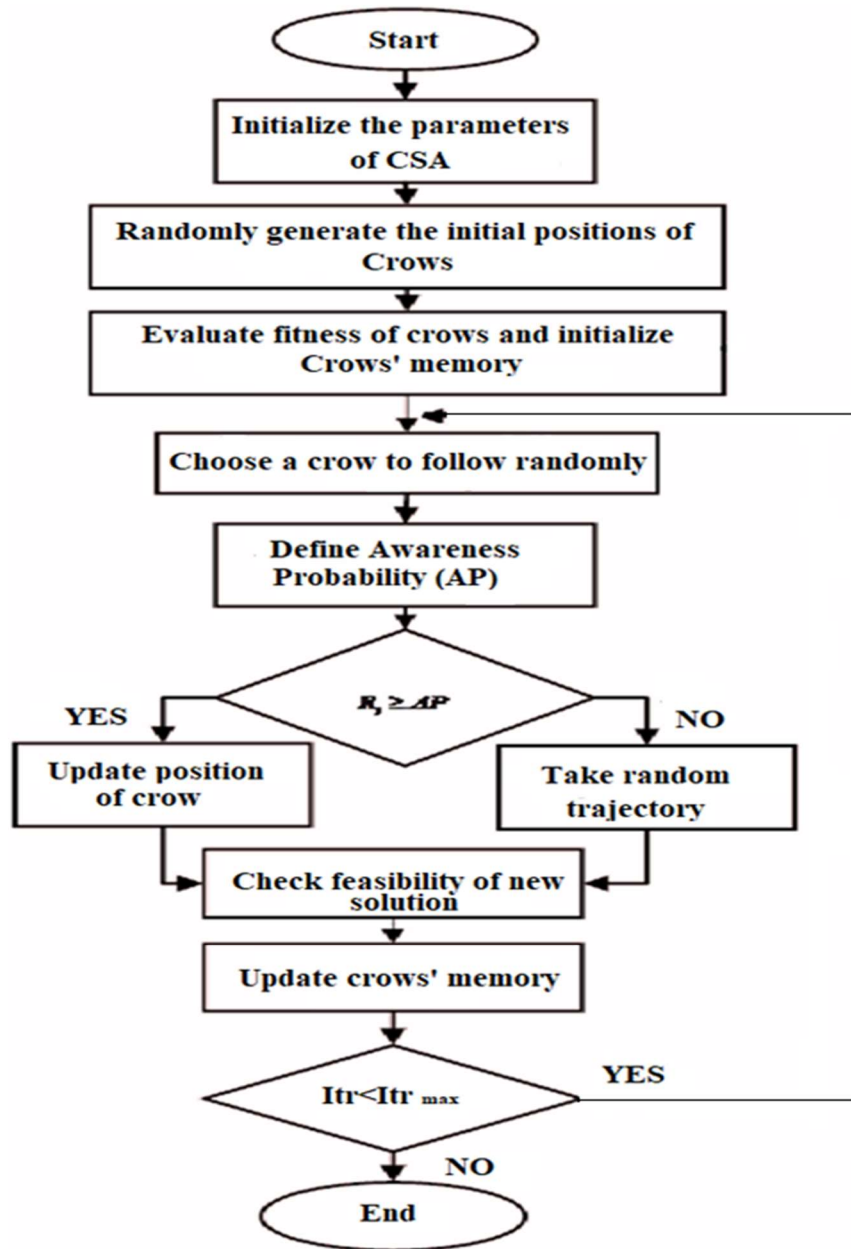 Start
Initialize the parameters
of CSA
Randomly generate the initial positions of
Crows
Evaluate fitness of crows and initialize
Crows' memory
Choose a crow to follow randomly
Define Awareness
Probability (AP)
R_j ≥ AP
YES
NO
Update position
of crow
Take random
trajectory
Check feasibility of new
solution
Update crows' memory
Itr<Itr max
YES
NO
End